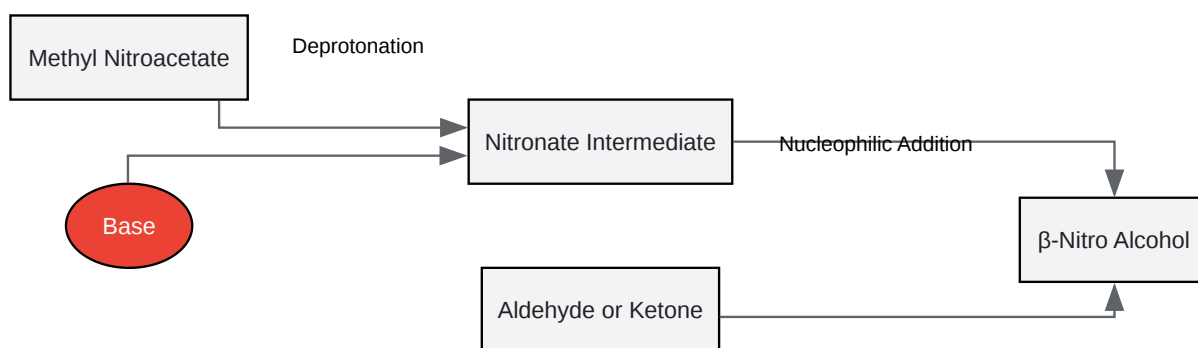 Methyl Nitroacetate
Deprotonation
Nitronate Intermediate
Nucleophilic Addition
Base
β-Nitro Alcohol
Aldehyde or Ketone